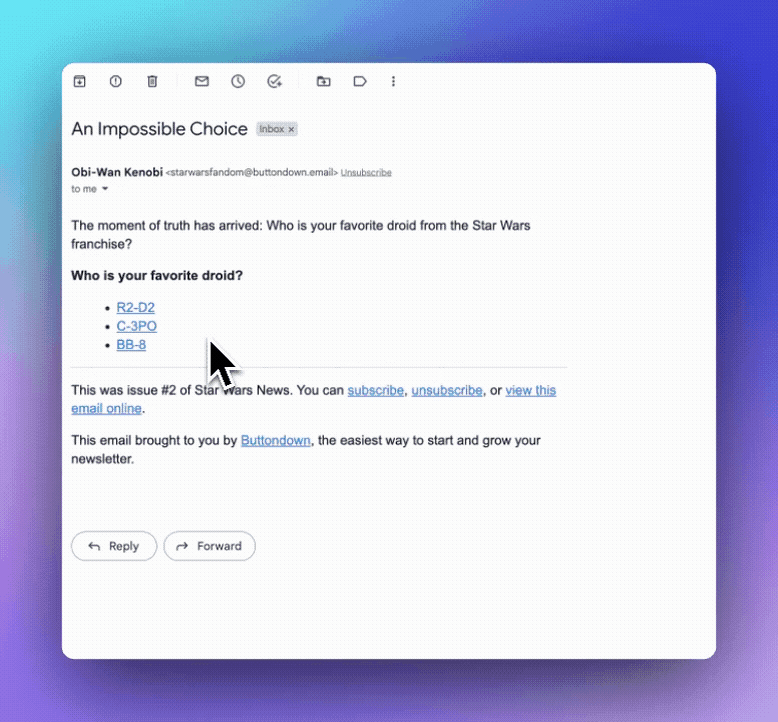 An Impossible Choice Inbox ×
Obi-Wan Kenobi <starwarsfandom@buttondown.email> Unsubscribe
to me
The moment of truth has arrived: Who is your favorite droid from the Star Wars
franchise?
Who is your favorite droid?
• R2-D2
• C-3PO
• BB-8
This was issue #2 of Star Wars News. You can subscribe, unsubscribe, or view this
email online.
This email brought to you by Buttondown, the easiest way to start and grow your
newsletter.
Reply Forward